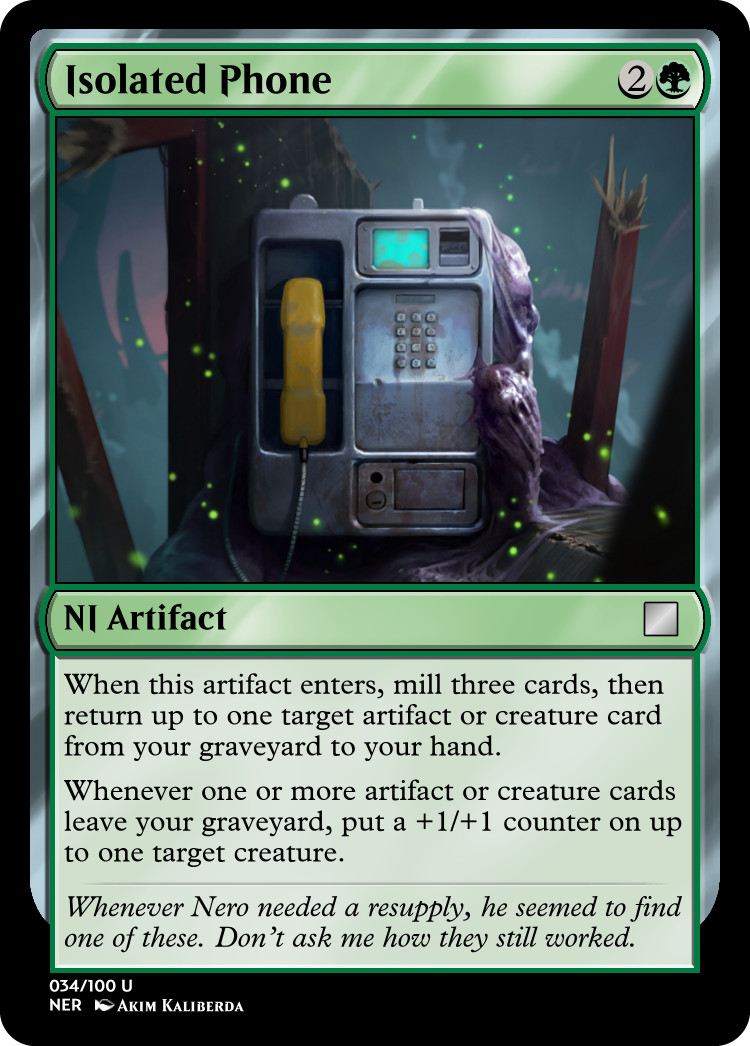 Isolated Phone 2
NI Artifact
When this artifact enters, mill three cards, then
return up to one target artifact or creature card
from your graveyard to your hand.
Whenever one or more artifact or creature cards
leave your graveyard, put a +1/+1 counter on up
to one target creature.
Whenever Nero needed a resupply, he seemed to find
one of these. Don't ask me how they still worked.
034/100 U
NER Akim Kaliberda